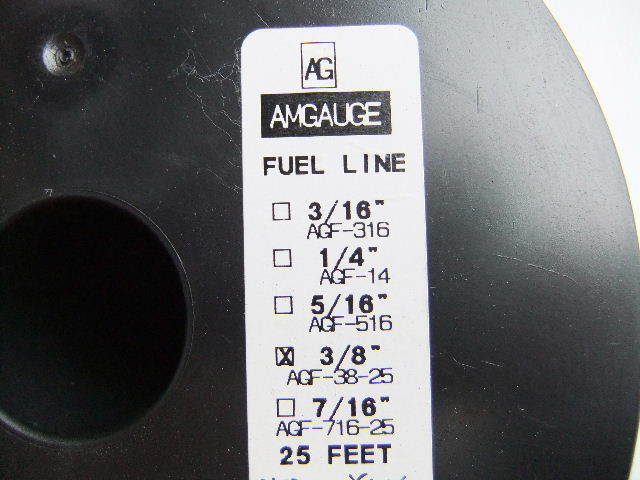 AG
AMGAUGE
FUEL LINE
☐ 3/16"
AGF-316
☐ 1/4"
AGF-14
☐ 5/16"
AGF-516
☒ 3/8"
AGF-38-25
☐ 7/16"
AGF-716-25
25 FEET